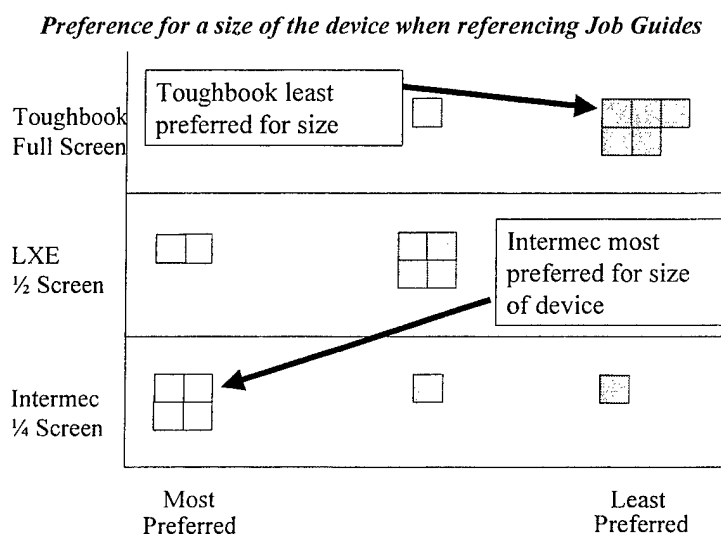 Preference for a size of the device when referencing Job Guides
Toughbook
Full Screen
Toughbook least
preferred for size
LXE
½ Screen
Intermec most
preferred for size
of device
Intermec
¼ Screen
Most
Preferred
Least
Preferred